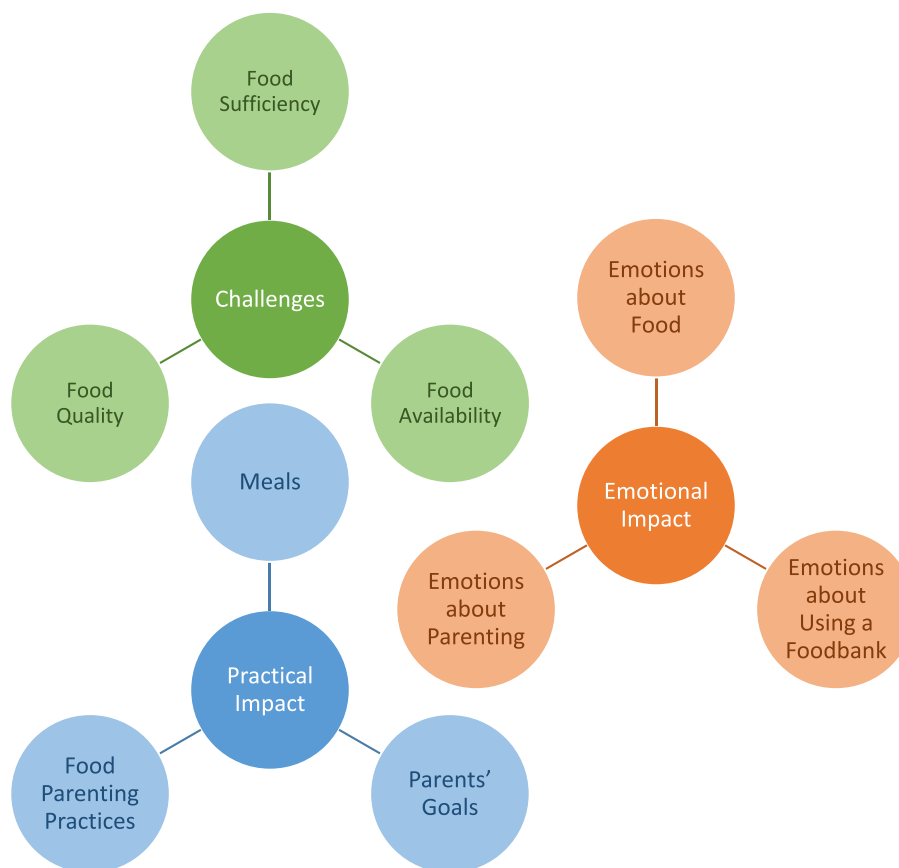 Food
Sufficiency
Challenges
Food
Quality
Food
Availability
Emotions
about
Food
Emotional
Impact
Emotions
about
Parenting
Emotions
about
Using a
Foodbank
Meals
Practical
Impact
Food
Parenting
Practices
Parents’
Goals